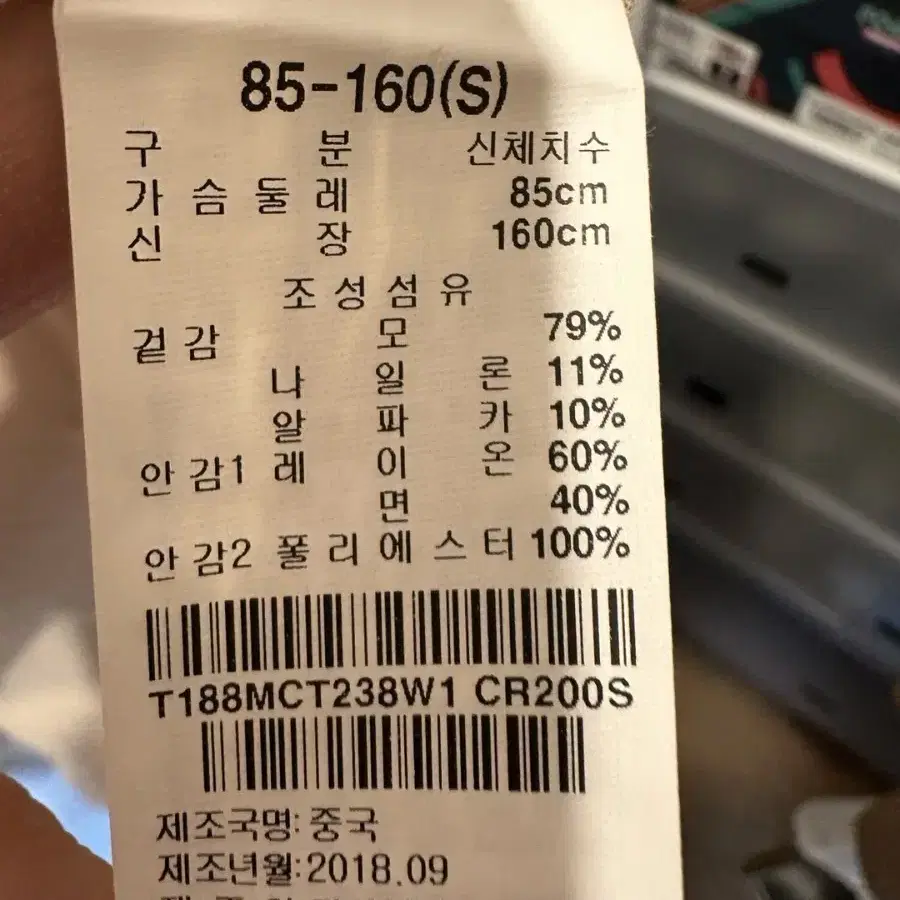 85-160(S)
구 분 신체치수
가 슴 둘 레 85cm
신 장 160cm
조 성 섬 유
겉 감 모 79%
나 일 론 11%
알 파 카 10%
안 감1 레 이 온 60%
면 40%
안 감2 폴 리 에 스 터 100%
T188MCT238W1 CR200S
제조국명: 중국
제조년월:2018.09